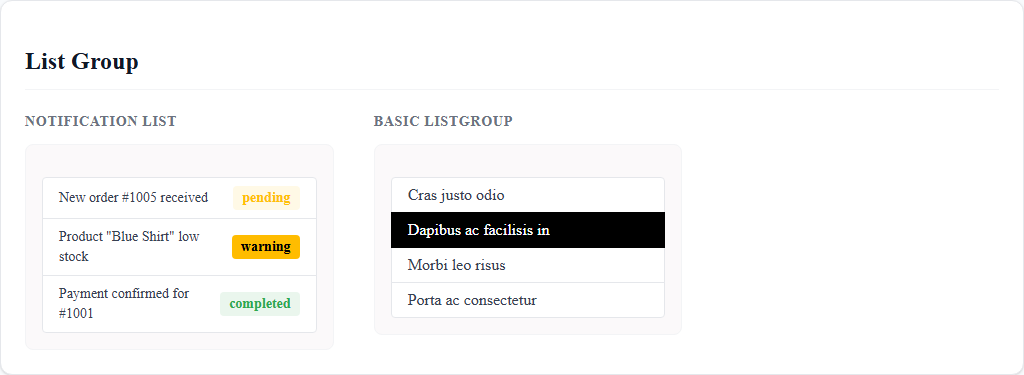 List Group
NOTIFICATION LIST
New order #1005 received
pending
Product "Blue Shirt" low
stock
warning
Payment confirmed for
#1001
completed
BASIC LISTGROUP
Cras justo odio
Dapibus ac facilisis in
Morbi leo risus
Porta ac consectetur